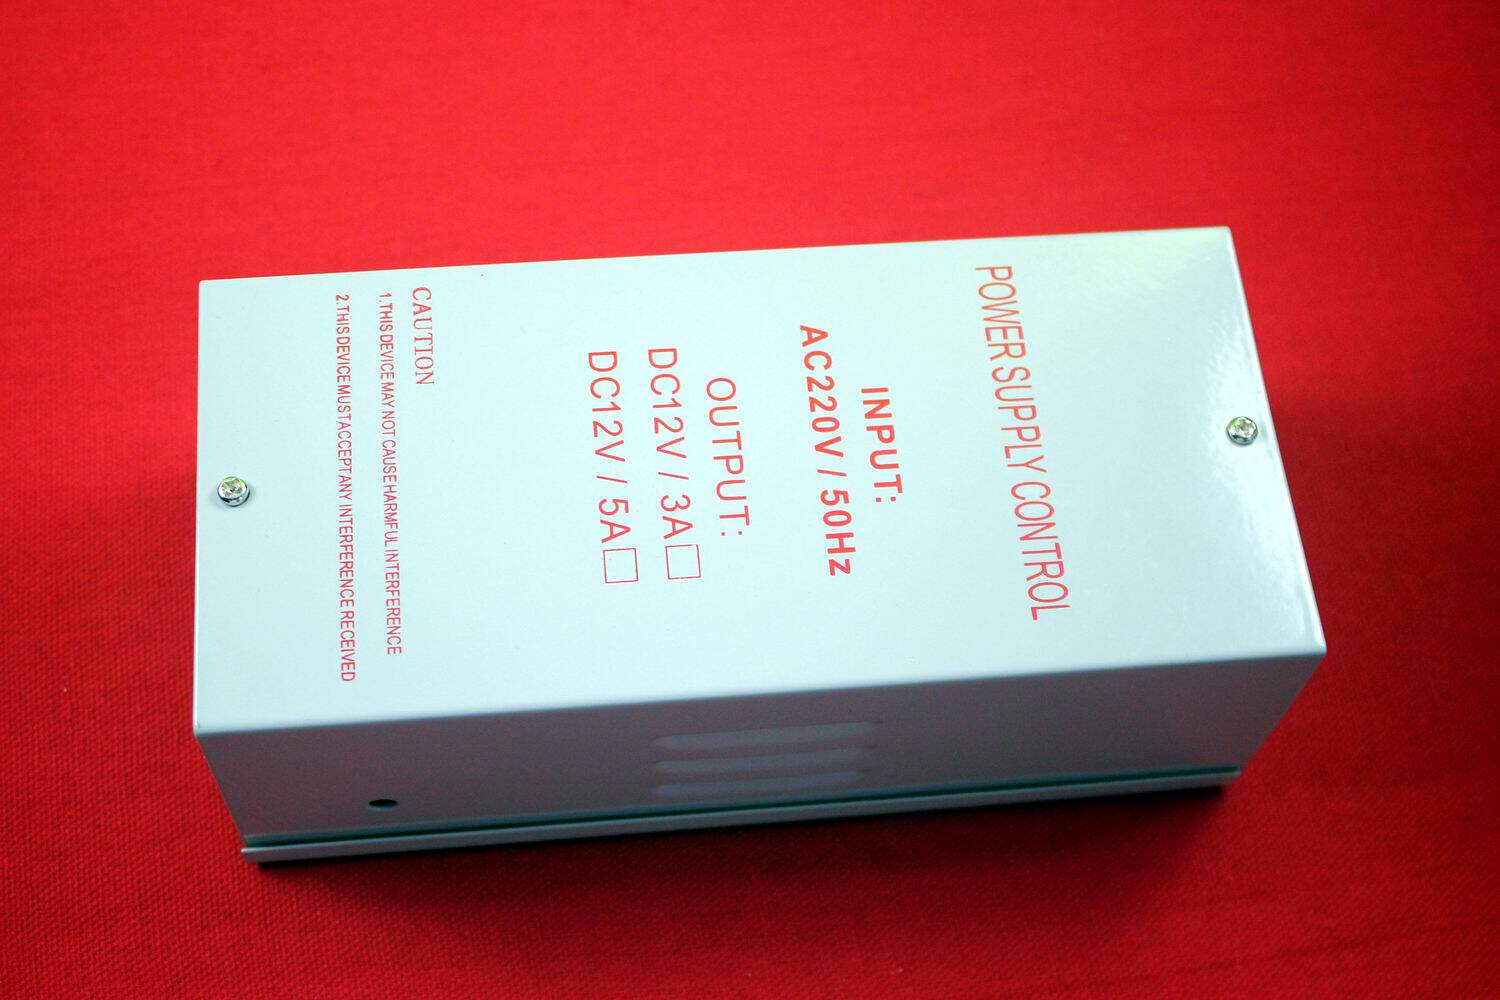 POWER SUPPLY CONTROL
INPUT:
AC220V / 50Hz
OUTPUT:
DC12V / 3A□
DC12V / 5A□
CAUTION
1.THIS DEVICE MAY NOT CAUSE HARMFUL INTERFERENCE
2.THIS DEVICE MUST ACCEPT ANY INTERFERENCE RECEIVED